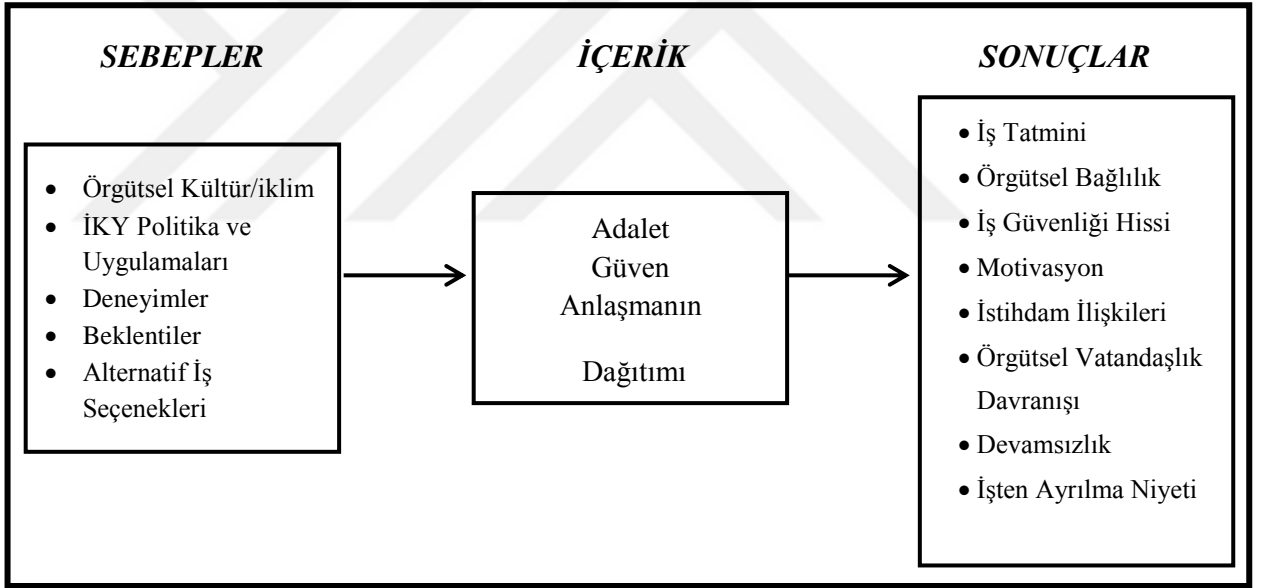 SEBEPLER
• Örgütsel Kültür/iklim
• İKY Politika ve
Uygulamaları
• Deneyimler
• Beklentiler
• Alternatif İş
Seçenekleri
İÇERİK
Adalet
Güven
Anlaşmanın
Dağıtımı
SONUÇLAR
• İş Tatmini
• Örgütsel Bağlılık
• İş Güvenliği Hissi
• Motivasyon
• İstihdam İlişkileri
• Örgütsel Vatandaşlık
Davranışı
• Devamsızlık
• İşten Ayrılma Niyeti